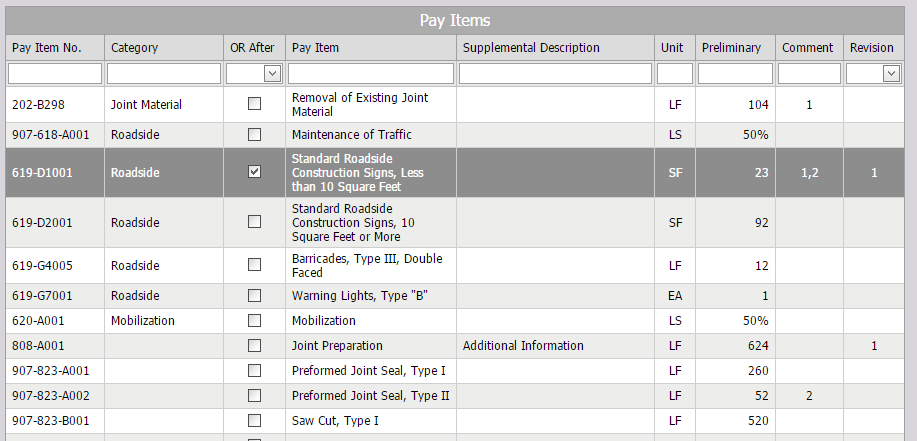 Pay Items
Pay Item No. Category OR After Pay Item Supplemental Description Unit Preliminary Comment Revision
202-B298 Joint Material Removal of Existing Joint LF 104 1
Material
907-618-A001 Roadside Maintenance of Traffic LS 50%
Standard Roadside
619-D1001 Roadside Construction Signs, Less SF 23 1,2 1
than 10 Square Feet
Standard Roadside
619-D2001 Roadside Construction Signs, 10 SF 92
Square Feet or More
619-G4005 Roadside Barricades, Type III, Double LF 12
Faced
619-G7001 Roadside Warning Lights, Type "B" EA 1
620-A001 Mobilization Mobilization LS 50%
808-A001 Joint Preparation Additional Information LF 624 1
907-823-A001 Preformed Joint Seal, Type I LF 260
907-823-A002 Preformed Joint Seal, Type II LF 52 2
907-823-B001 Saw Cut, Type I LF 520